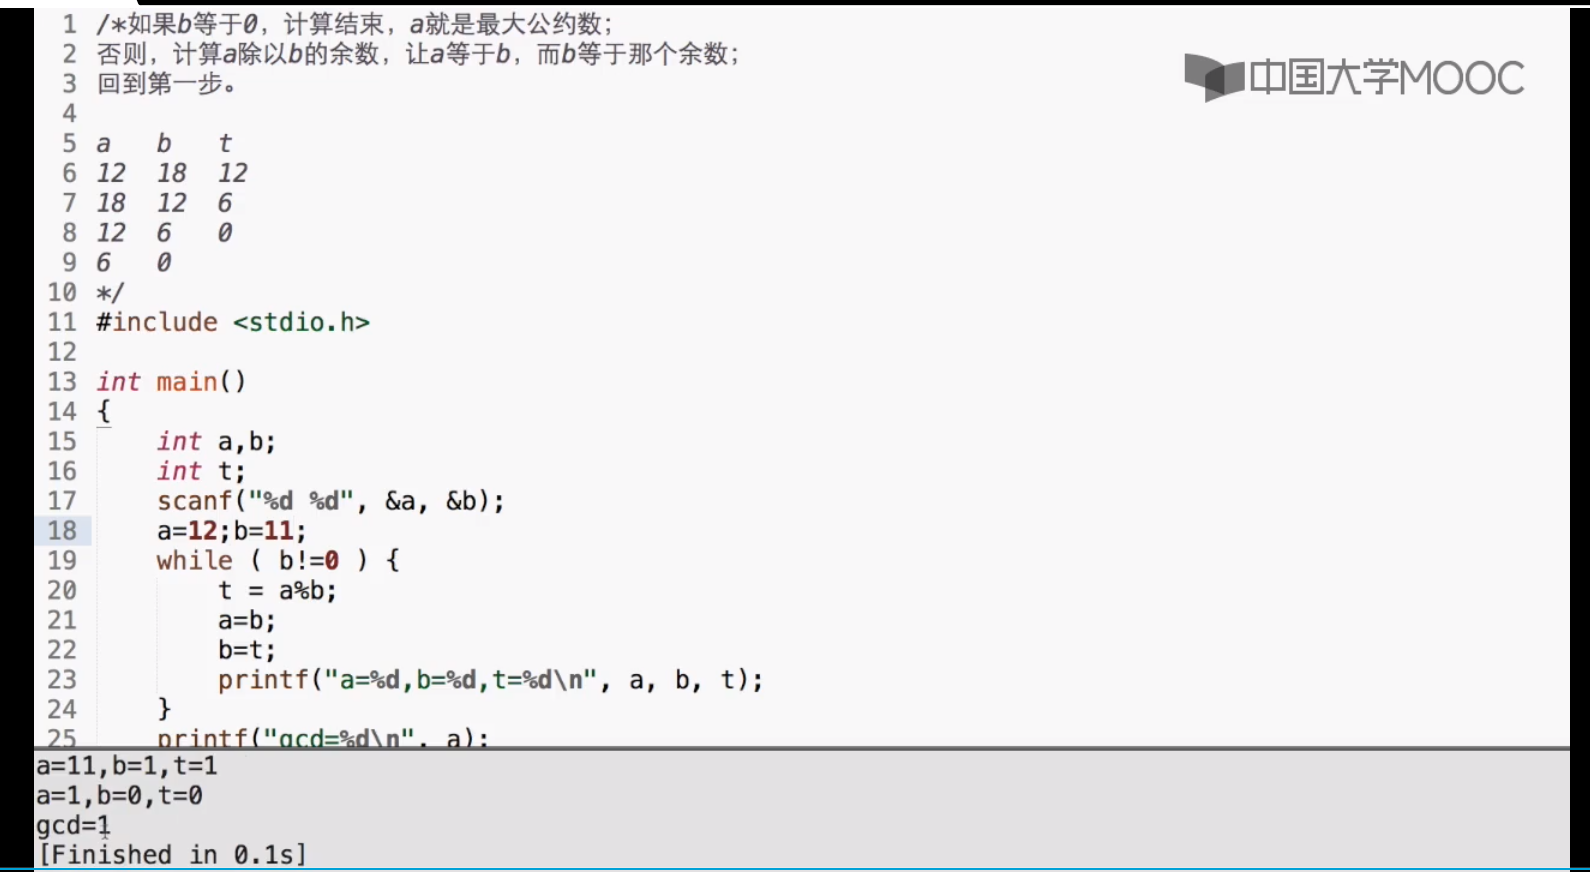 1 /*如果b等于0，计算结束，a就是最大公约数；
2 否则，计算a除以b的余数，让a等于b，而b等于那个余数；
3 回到第一步。
4
5 a b t
6 12 18 12
7 18 12 6
8 12 6 0
9 6 0
10 */
11 #include <stdio.h>
12
13 int main()
14 {
15 int a,b;
16 int t;
17 scanf("%d %d", &a, &b);
18 a=12;b=11;
19 while ( b!=0 ) {
20 t = a%b;
21 a=b;
22 b=t;
23 printf("a=%d,b=%d,t=%d\n", a, b, t);
24 }
25 printf("gcd=%d\n", a);
a=11,b=1,t=1
a=1,b=0,t=0
gcd=1
[Finished in 0.1s]
中国大学MOOC